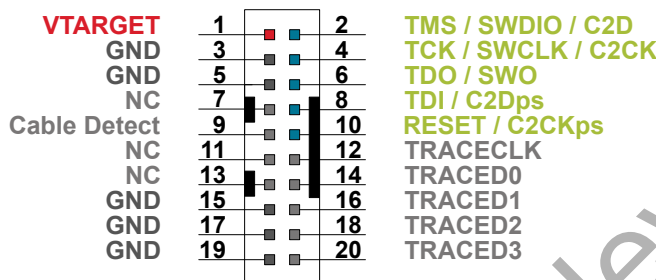 VTARGET 1 2 TMS / SWDIO / C2D
GND 3 4 TCK / SWCLK / C2CK
GND 5 6 TDO / SWO
NC 7 8 TDI / C2Dps
Cable Detect 9 10 RESET / C2CKps
NC 11 12 TRACECLK
NC 13 14 TRACED0
GND 15 16 TRACED1
GND 17 18 TRACED2
GND 19 20 TRACED3